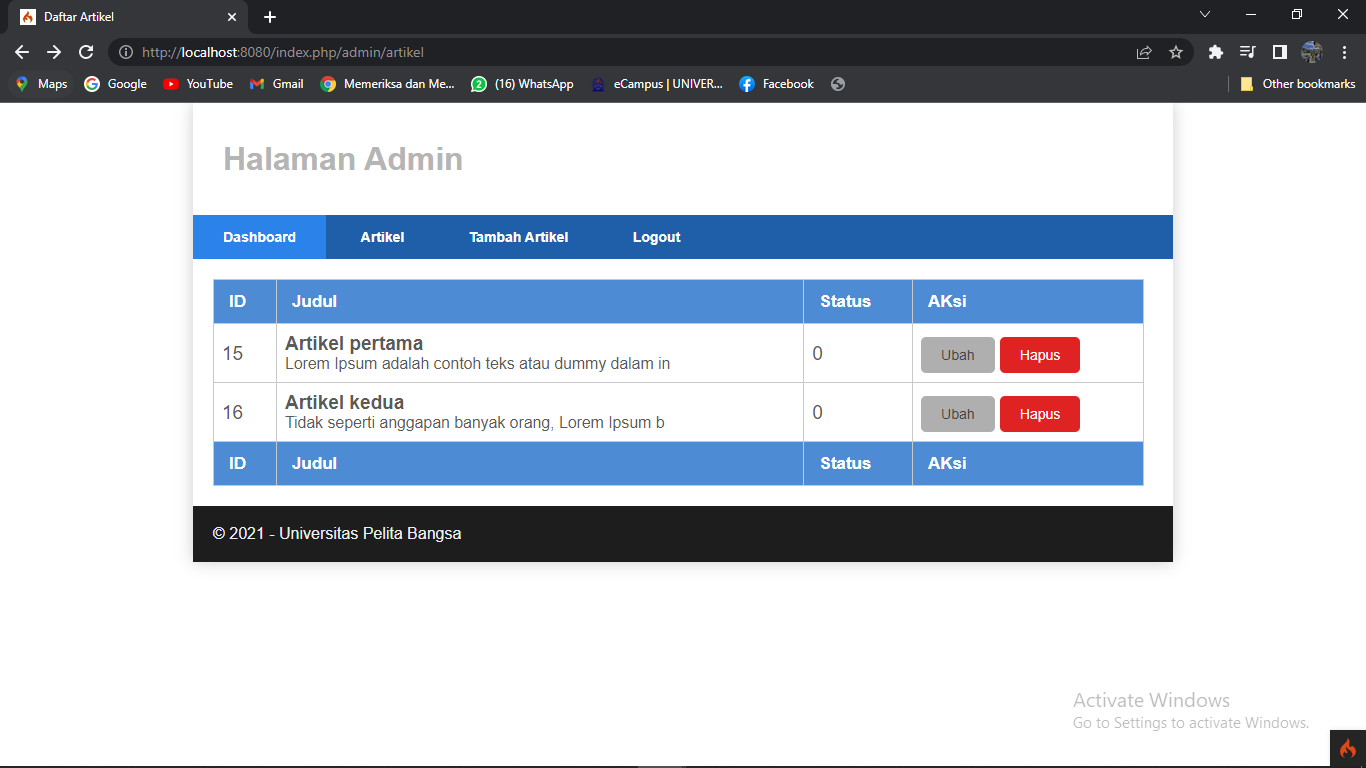 Daftar Artikel
http://localhost:8080/index.php/admin/artikel
Maps Google YouTube Gmail Memeriksa dan Me... (16) WhatsApp eCampus | UNIVER... Facebook Other bookmarks
Halaman Admin
Dashboard Artikel Tambah Artikel Logout
ID Judul Status AKsi
15 Artikel pertama 0 Ubah Hapus
Lorem Ipsum adalah contoh teks atau dummy dalam in
16 Artikel kedua 0 Ubah Hapus
Tidak seperti anggapan banyak orang, Lorem Ipsum b
ID Judul Status AKsi
© 2021 - Universitas Pelita Bangsa
Activate Windows
Go to Settings to activate Windows.